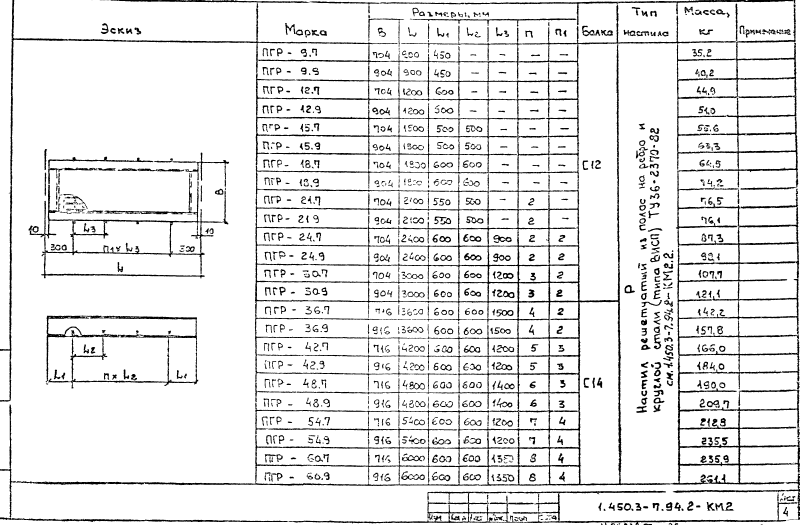 Эскиз Марка Размеры, мм Балка Тип настила Масса, кг Примечание
B L L1 L2 L3 п п1
ПГР - 9.7 704 900 450 — — — — 35,2
ПГР - 9.9 904 900 450 — — — — 40,2
ПГР - 12.7 704 1200 600 — — — — 44,9
ПГР - 12.9 904 1200 600 — — — — 51,0
ПГР - 15.7 704 1500 500 500 — — — 55,6
ПГР - 15.9 904 1500 500 500 — — — 63,3
ПГР - 18.7 704 1800 600 600 — — — 64,9
ПГР - 18.9 904 1800 600 600 — — — 74,2
ПГР - 21.7 704 2100 550 500 — 2 — 76,5
ПГР - 21.9 904 2100 550 500 — 2 —
ПГР - 24.7 704 2400 600 600 900 2 2 87,3
ПГР - 24.9 904 2400 600 600 900 2 2
ПГР - 30.7 704 3000 600 600 1200 3 2 107,7
ПГР - 30.9 904 3000 600 600 1200 3 2 121,1
ПГР - 36.7 716 3600 600 600 1500 4 2 142,2
ПГР - 36.9 916 3600 600 600 1500 4 2 157,8
ПГР - 42.7 716 4200 600 600 1200 5 3 166,0
ПГР - 42.9 916 4200 600 600 1200 5 3 184,0
ПГР - 48.7 716 4800 600 600 1400 6 3 190,0
ПГР - 48.9 916 4800 600 600 1400 6 3 209,7
ПГР - 54.7 716 5400 600 600 1200 7 4 212,8
ПГР - 54.9 916 5400 600 600 1200 7 4 235,5
ПГР - 60.7 716 6000 600 600 1350 8 4 235,9
ПГР - 60.9 916 6000 600 600 1350 8 4 261,1
С12
С14
Р
Настил решетчатый из полос на ребро и
круглой стали (типа ВИСП) ТУ36-2370-82
см. 1.450.3-7.94.2-КМ2.2.
B
10 L3 10
300 п1 х L3 300
L
L2
L1 п х L2 L1
1.450.3-7.94.2-КМ2
Лист
4